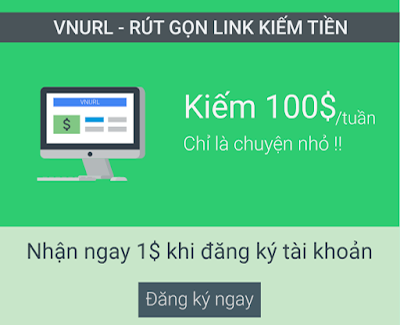 VNURL - RÚT GỌN LINK KIẾM TIỀN
VNURL
$
Kiếm 100$/tuần
Chỉ là chuyện nhỏ !!
Nhận ngay 1$ khi đăng ký tài khoản
Đăng ký ngay